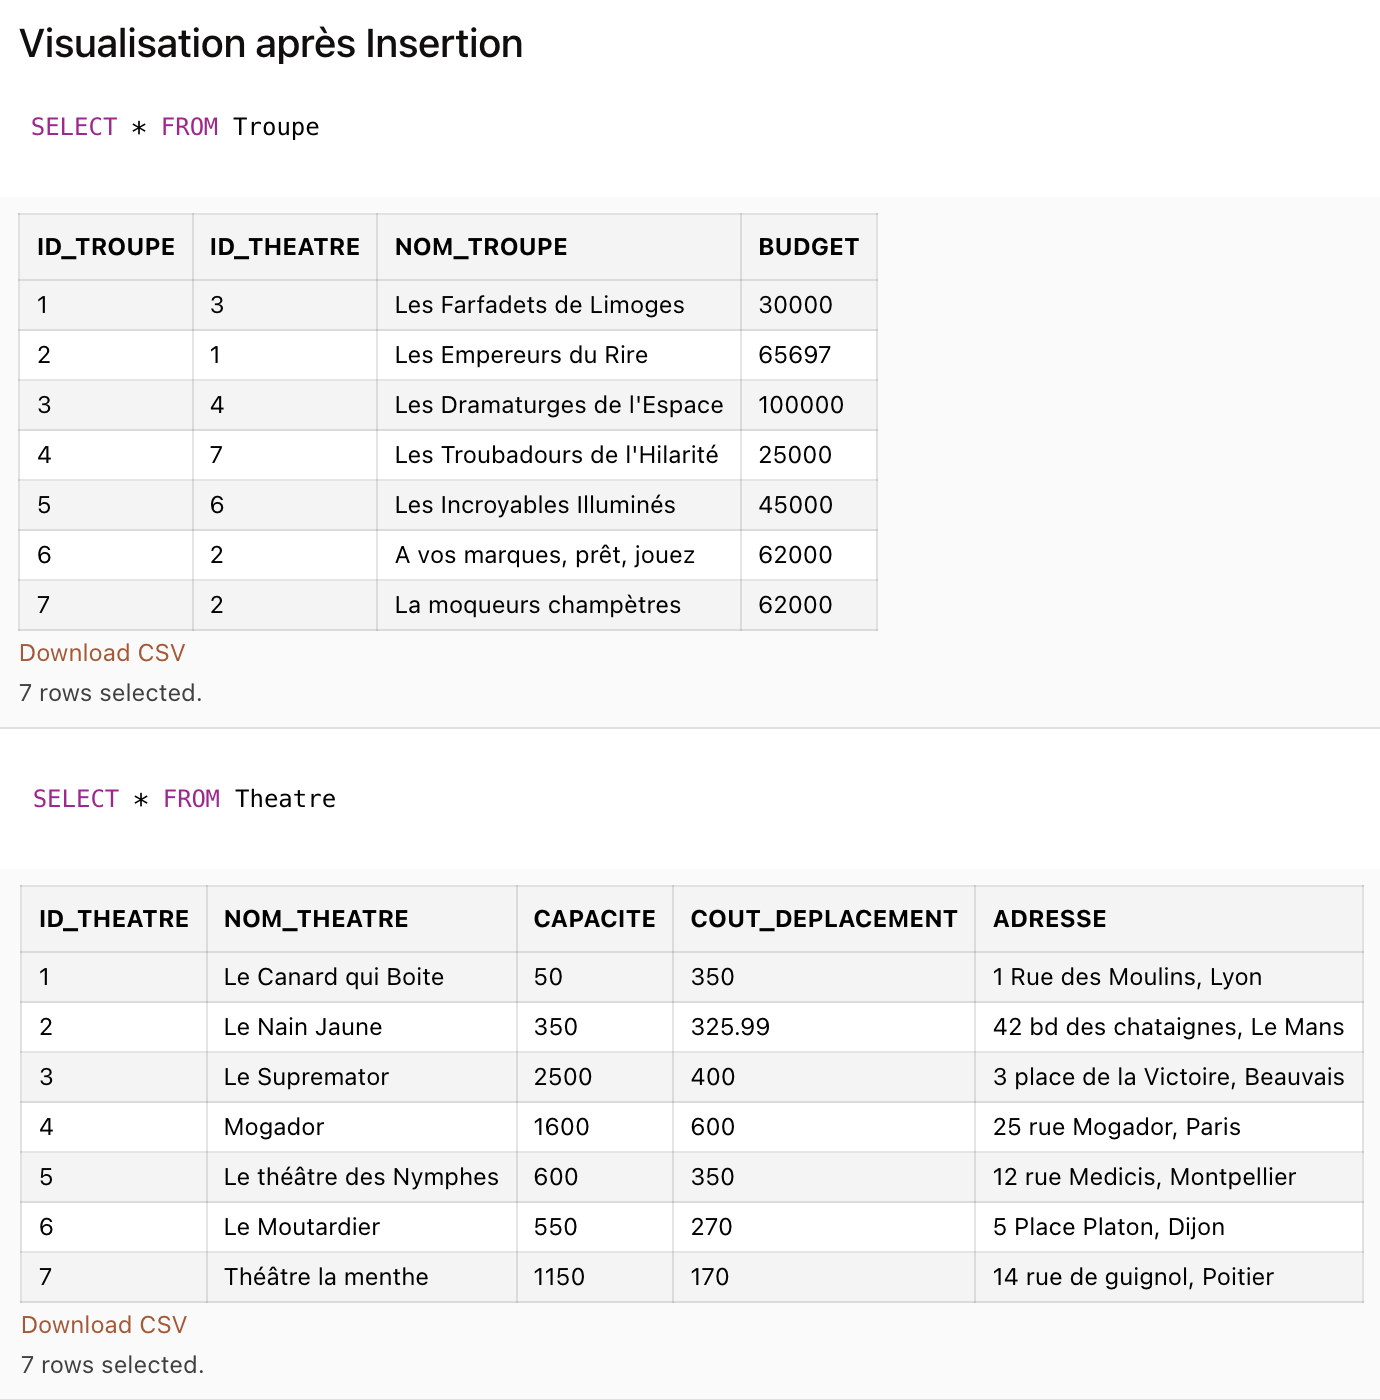 Visualisation après Insertion
SELECT * FROM Troupe
ID_TROUPE ID_THEATRE NOM_TROUPE BUDGET
1 3 Les Farfadets de Limoges 30000
2 1 Les Empereurs du Rire 65697
3 4 Les Dramaturges de l'Espace 100000
4 7 Les Troubadours de l'Hilarité 25000
5 6 Les Incroyables Illuminés 45000
6 2 A vos marques, prêt, jouez 62000
7 2 La moqueurs champètres 62000
Download CSV
7 rows selected.
SELECT * FROM Theatre
ID_THEATRE NOM_THEATRE CAPACITE COUT_DEPLACEMENT ADRESSE
1 Le Canard qui Boite 50 350 1 Rue des Moulins, Lyon
2 Le Nain Jaune 350 325.99 42 bd des chataignes, Le Mans
3 Le Supremator 2500 400 3 place de la Victoire, Beauvais
4 Mogador 1600 600 25 rue Mogador, Paris
5 Le théâtre des Nymphes 600 350 12 rue Medicis, Montpellier
6 Le Moutardier 550 270 5 Place Platon, Dijon
7 Théâtre la menthe 1150 170 14 rue de guignol, Poitier
Download CSV
7 rows selected.